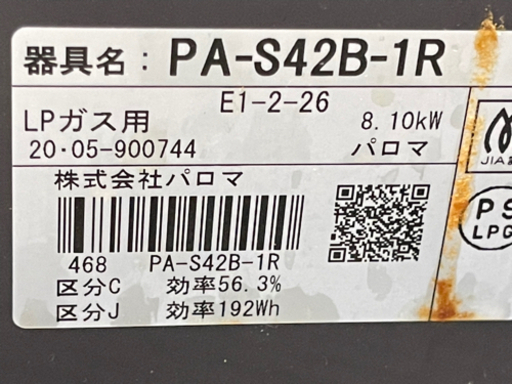 器具名：PA-S42B-1R
E1-2-26
LPガス用 8.10kW
20・05-900744 パロマ
株式会社パロマ
468 PA-S42B-1R
区分C 効率56.3%
区分J 効率192Wh
JIA
PS
LPG